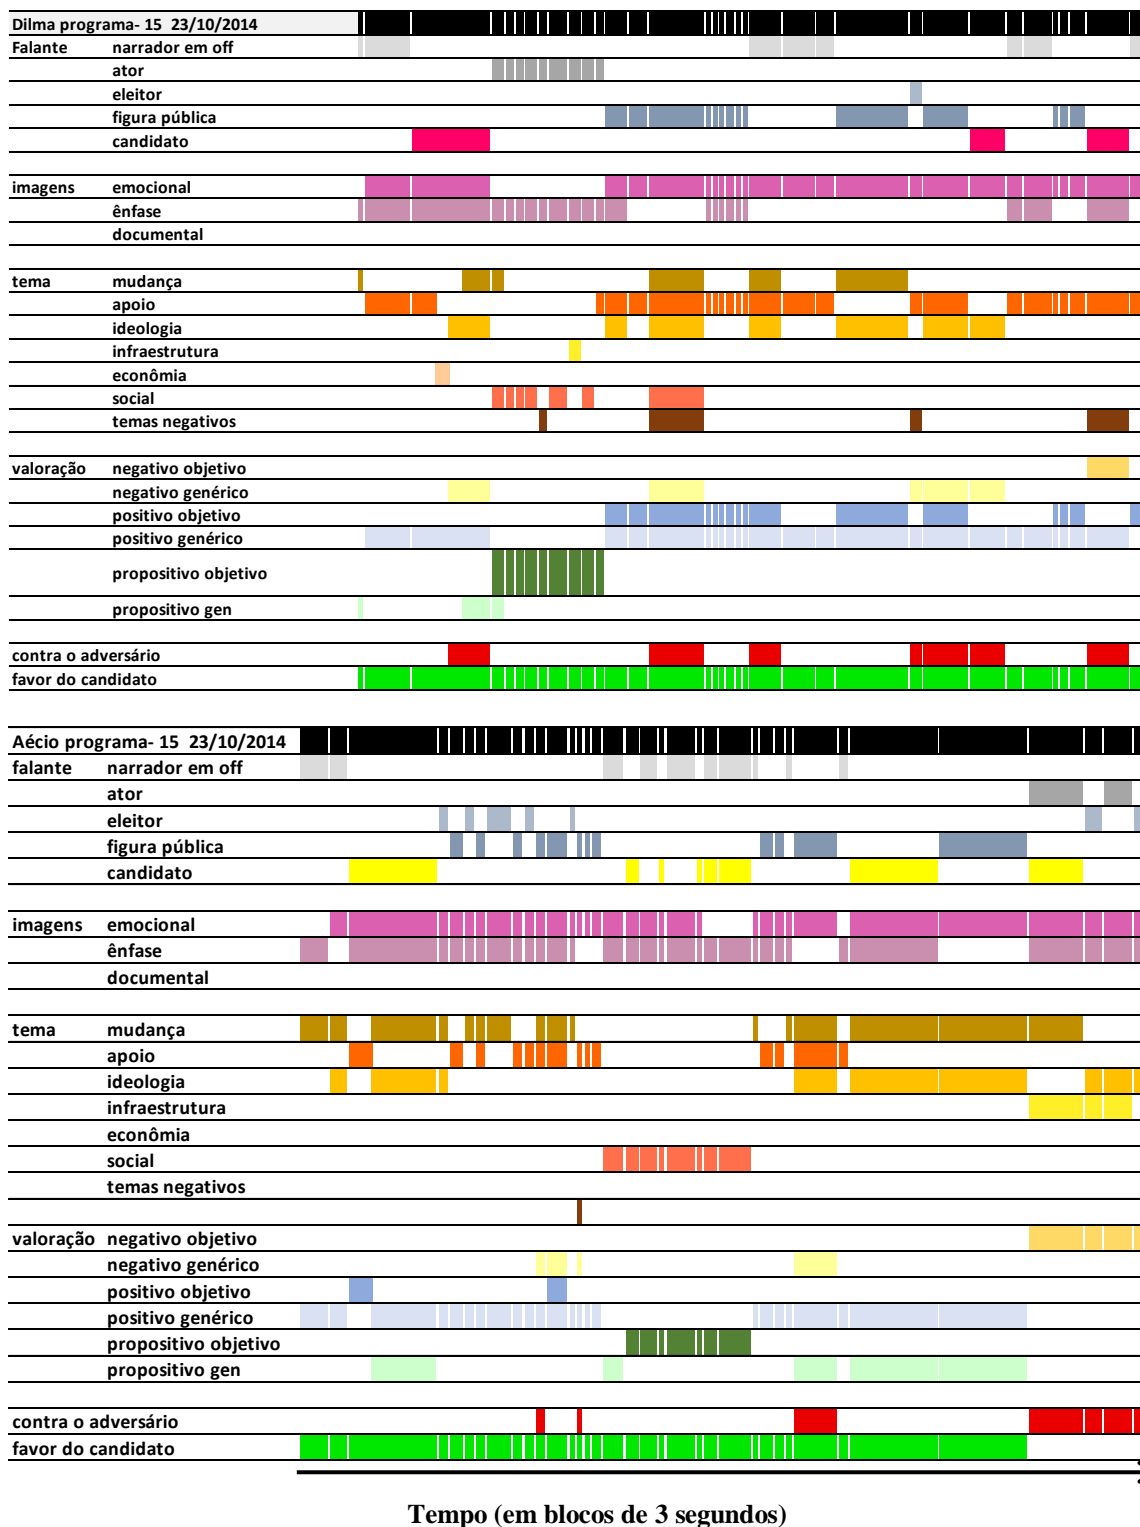 Dilma programa- 15 23/10/2014
Falante narrador em off
ator
eleitor
figura pública
candidato
imagens emocional
ênfase
documental
tema mudança
apoio
ideologia
infraestrutura
econômia
social
temas negativos
valoração negativo objetivo
negativo genérico
positivo objetivo
positivo genérico
propositivo objetivo
propositivo gen
contra o adversário
favor do candidato
Aécio programa- 15 23/10/2014
falante narrador em off
ator
eleitor
figura pública
candidato
imagens emocional
ênfase
documental
tema mudança
apoio
ideologia
infraestrutura
econômia
social
temas negativos
valoração negativo objetivo
negativo genérico
positivo objetivo
positivo genérico
propositivo objetivo
propositivo gen
contra o adversário
favor do candidato
Tempo (em blocos de 3 segundos)